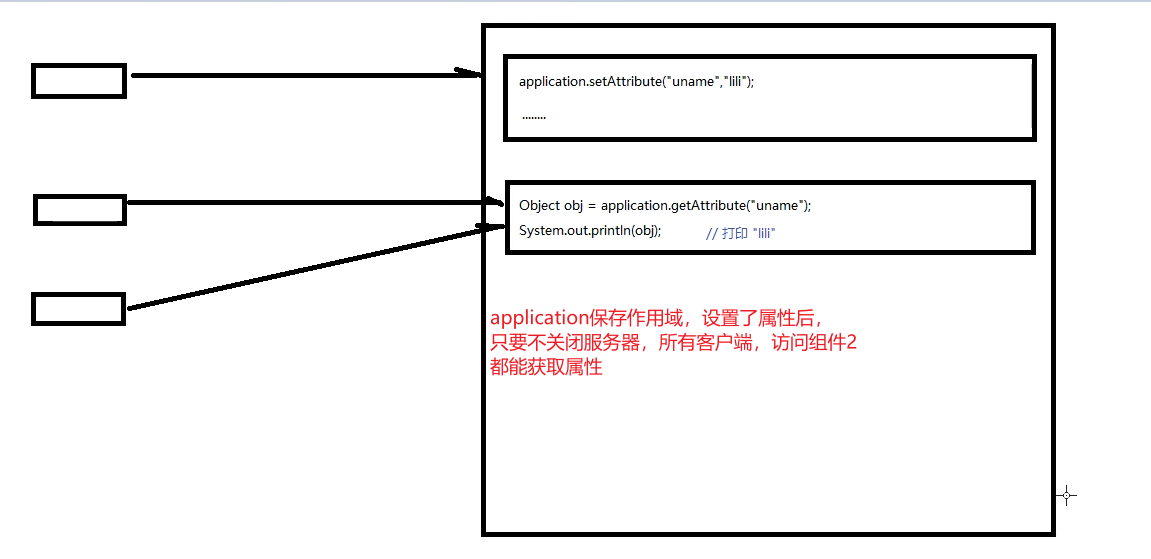 application.setAttribute("uname","lili");
........
Object obj = application.getAttribute("uname");
System.out.println(obj); // 打印 "lili"
application保存作用域，设置了属性后，
只要不关闭服务器，所有客户端，访问组件2
都能获取属性